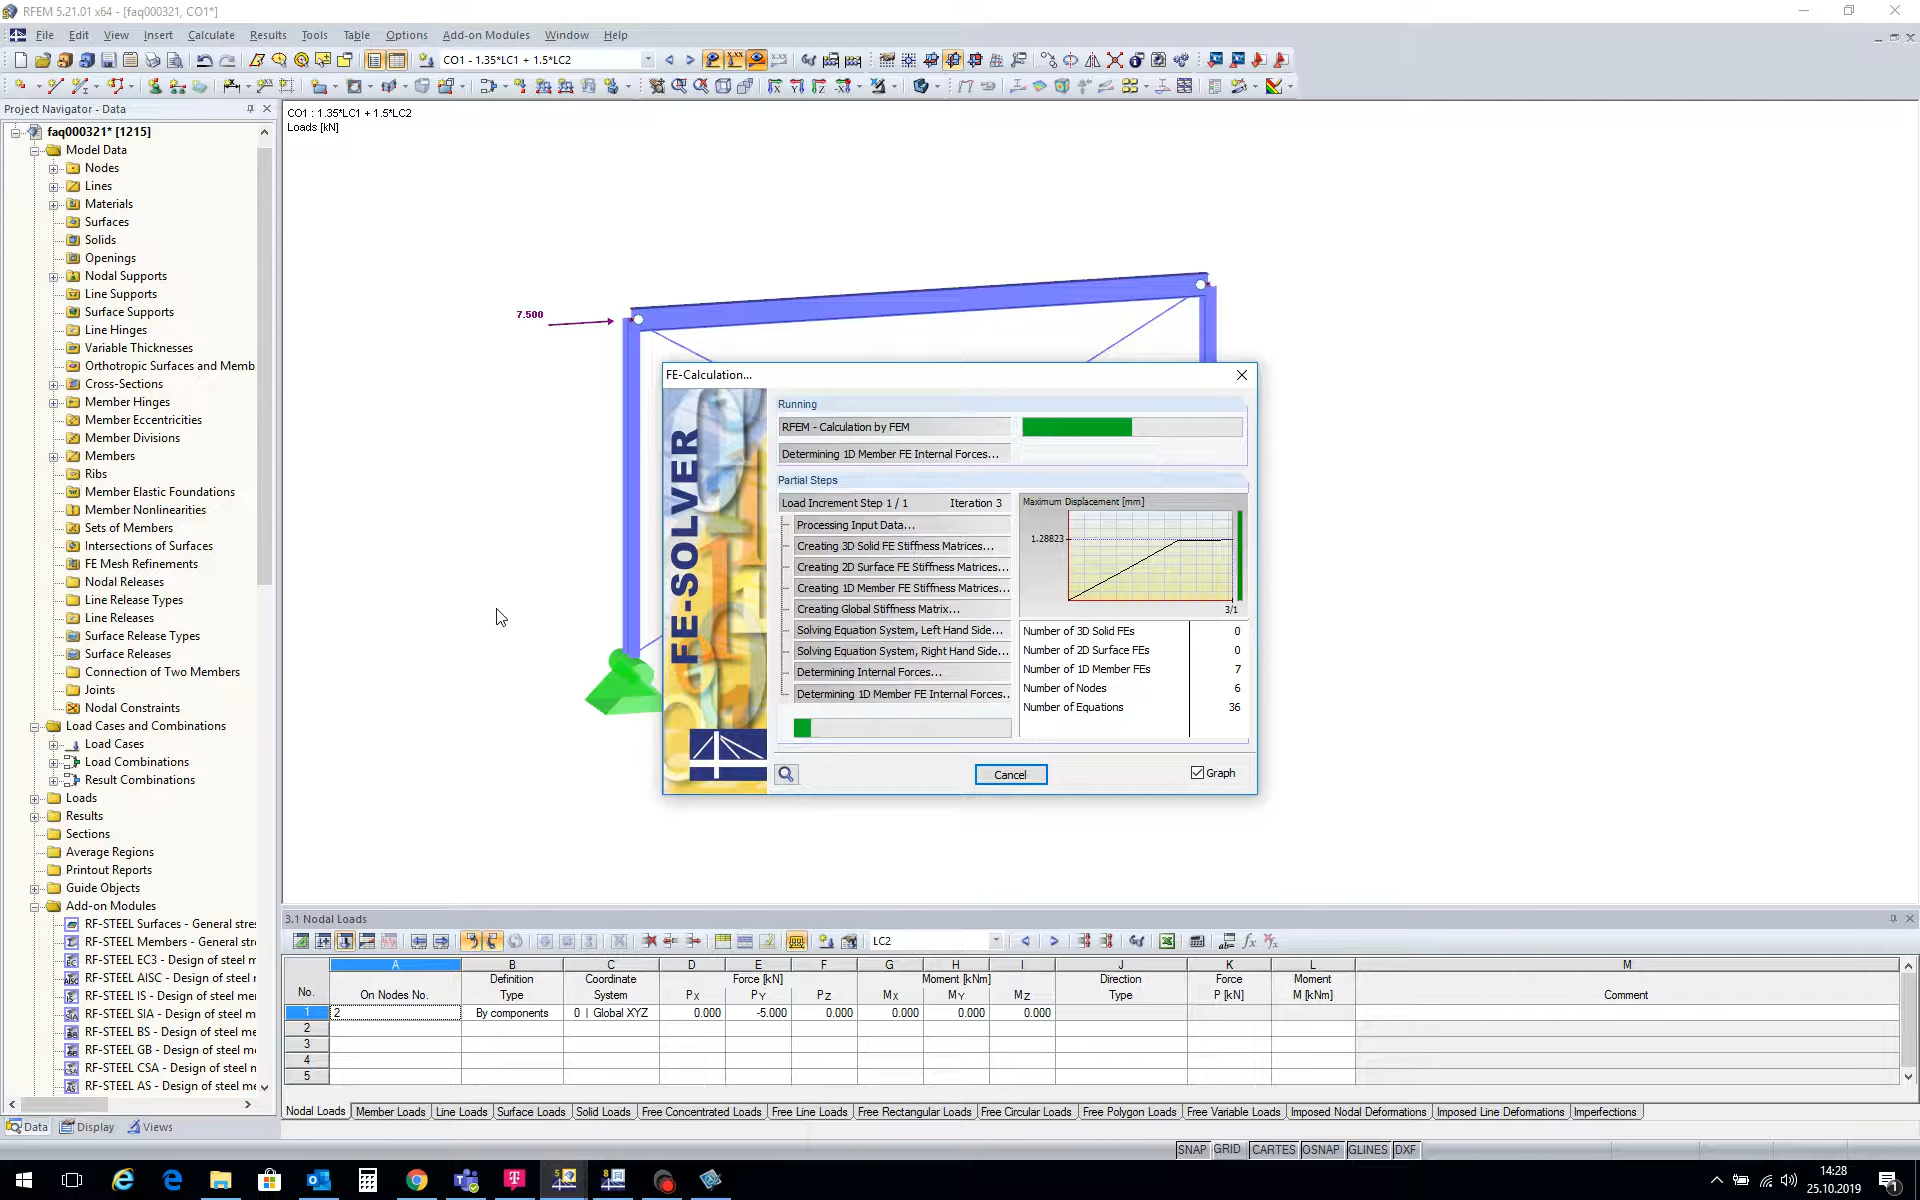 RFEM 5.21.01 x64 - [faq000321, CO1*]
File Edit View Insert Calculate Results Tools Table Options Add-on Modules Window Help
CO1 - 1.35*LC1 + 1.5*LC2
Project Navigator - Data
faq000321* [1215]
Model Data
Nodes
Lines
Materials
Surfaces
Solids
Openings
Nodal Supports
Line Supports
Surface Supports
Line Hinges
Variable Thicknesses
Orthotropic Surfaces and Memb
Cross-Sections
Member Hinges
Member Eccentricities
Member Divisions
Members
Ribs
Member Elastic Foundations
Member Nonlinearities
Sets of Members
Intersections of Surfaces
FE Mesh Refinements
Nodal Releases
Line Release Types
Line Releases
Surface Release Types
Surface Releases
Connection of Two Members
Joints
Nodal Constraints
Load Cases and Combinations
Load Cases
Load Combinations
Result Combinations
Loads
Results
Sections
Average Regions
Printout Reports
Guide Objects
Add-on Modules
RF-STEEL Surfaces - General stre
RF-STEEL Members - General stre
RF-STEEL EC3 - Design of steel m
RF-STEEL AISC - Design of steel m
RF-STEEL IS - Design of steel me
RF-STEEL SIA - Design of steel m
RF-STEEL BS - Design of steel me
RF-STEEL GB - Design of steel me
RF-STEEL CSA - Design of steel m
RF-STEEL AS - Design of steel me
Data Display Views
CO1 : 1.35*LC1 + 1.5*LC2
Loads [kN]
7.500
FE-Calculation...
FE-SOLVER
Running
RFEM - Calculation by FEM
Determining 1D Member FE Internal Forces...
Partial Steps
Load Increment Step 1 / 1 Iteration 3
Processing Input Data...
Creating 3D Solid FE Stiffness Matrices...
Creating 2D Surface FE Stiffness Matrices...
Creating 1D Member FE Stiffness Matrices...
Creating Global Stiffness Matrix...
Solving Equation System, Left Hand Side...
Solving Equation System, Right Hand Side...
Determining Internal Forces...
Determining 1D Member FE Internal Forces..
Maximum Displacement [mm]
1.28823
3/1
Number of 3D Solid FEs 0
Number of 2D Surface FEs 0
Number of 1D Member FEs 7
Number of Nodes 6
Number of Equations 36
Cancel
Graph
3.1 Nodal Loads
LC2
A B C D E F G H I J K L M
Definition Coordinate Force [kN] Moment [kNm] Direction Force Moment
No. On Nodes No. Type System PX PY PZ MX MY MZ Type P [kN] M [kNm] Comment
1 2 By components 0 | Global XYZ 0.000 -5.000 0.000 0.000 0.000 0.000
2
3
4
5
Nodal Loads Member Loads Line Loads Surface Loads Solid Loads Free Concentrated Loads Free Line Loads Free Rectangular Loads Free Circular Loads Free Polygon Loads Free Variable Loads Imposed Nodal Deformations Imposed Line Deformations Imperfections
SNAP GRID CARTES OSNAP GLINES DXF
14:28
25.10.2019